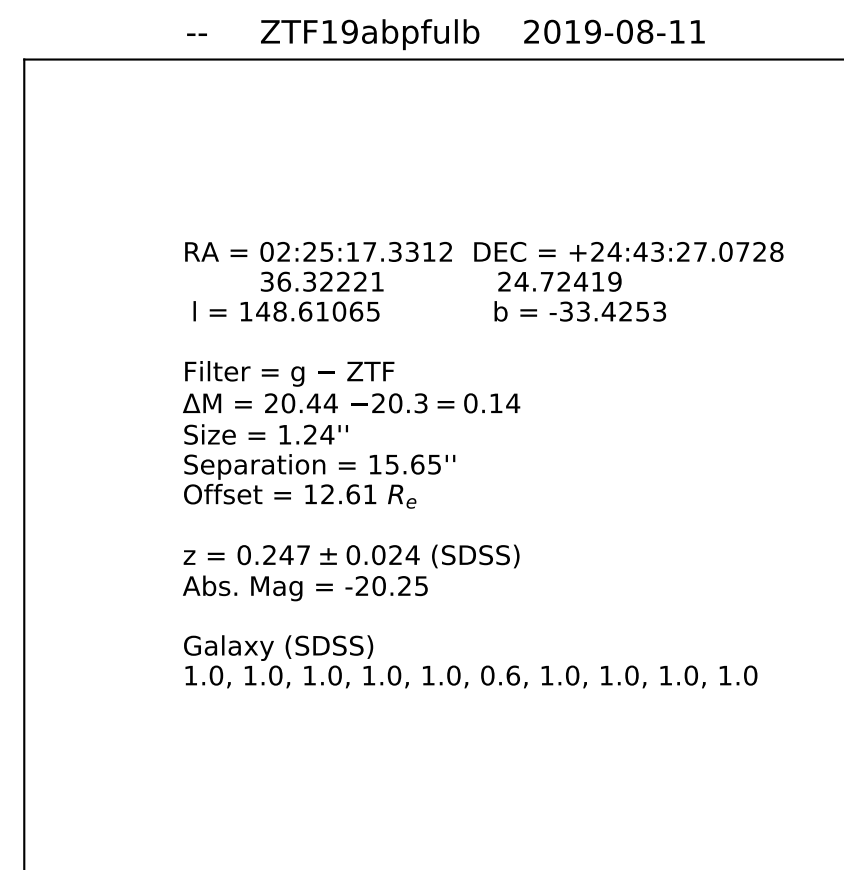 -- ZTF19abpfulb 2019-08-11
RA = 02:25:17.3312 DEC = +24:43:27.0728
36.32221 24.72419
l = 148.61065 b = -33.4253
Filter = g − ZTF
ΔM = 20.44 −20.3 = 0.14
Size = 1.24''
Separation = 15.65''
Offset = 12.61 Rₑ
z = 0.247 ± 0.024 (SDSS)
Abs. Mag = -20.25
Galaxy (SDSS)
1.0, 1.0, 1.0, 1.0, 1.0, 0.6, 1.0, 1.0, 1.0, 1.0